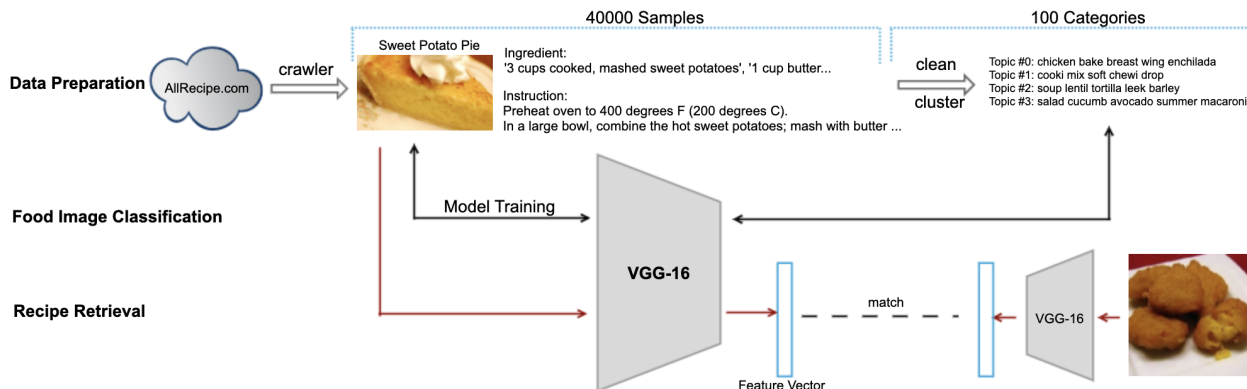 40000 Samples
100 Categories
Data Preparation
AllRecipe.com
crawler
Sweet Potato Pie
Ingredient:
'3 cups cooked, mashed sweet potatoes', '1 cup butter...
Instruction:
Preheat oven to 400 degrees F (200 degrees C).
In a large bowl, combine the hot sweet potatoes; mash with butter ...
clean
cluster
Topic #0: chicken bake breast wing enchilada
Topic #1: cooki mix soft chewi drop
Topic #2: soup lentil tortilla leek barley
Topic #3: salad cucumb avocado summer macaroni
Food Image Classification
Model Training
VGG-16
Recipe Retrieval
match
VGG-16
Feature Vector